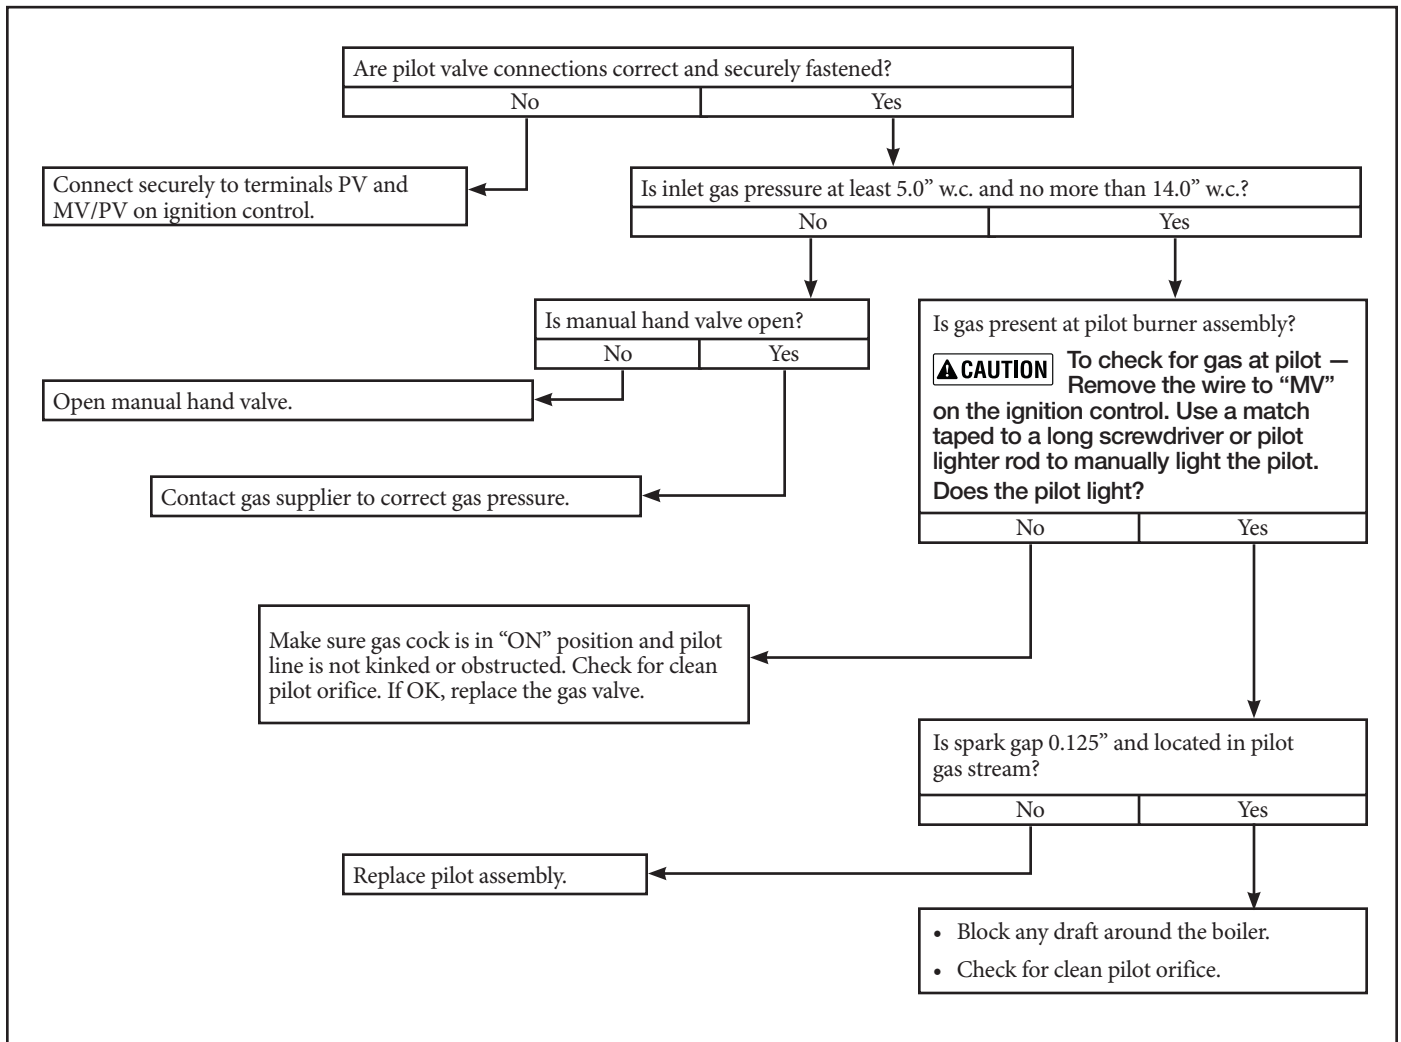 Are pilot valve connections correct and securely fastened?
No
Yes
Connect securely to terminals PV and
MV/PV on ignition control.
Is inlet gas pressure at least 5.0” w.c. and no more than 14.0” w.c.?
No
Yes
Is manual hand valve open?
No
Yes
Open manual hand valve.
Contact gas supplier to correct gas pressure.
Is gas present at pilot burner assembly?
CAUTION To check for gas at pilot —
Remove the wire to “MV”
on the ignition control. Use a match
taped to a long screwdriver or pilot
lighter rod to manually light the pilot.
Does the pilot light?
No
Yes
Make sure gas cock is in “ON” position and pilot
line is not kinked or obstructed. Check for clean
pilot orifice. If OK, replace the gas valve.
Is spark gap 0.125” and located in pilot
gas stream?
No
Yes
Replace pilot assembly.
• Block any draft around the boiler.
• Check for clean pilot orifice.